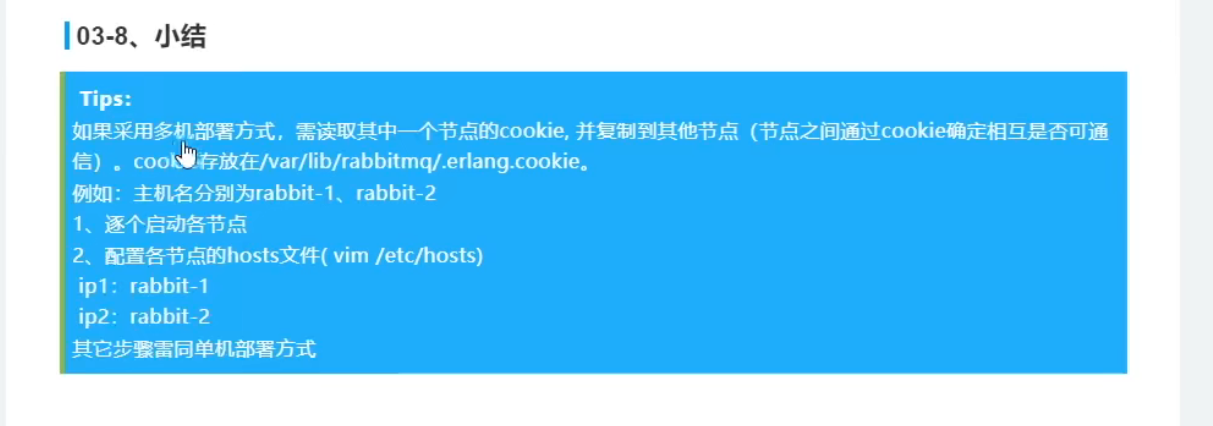 03-8、小结
Tips:
如果采用多机部署方式，需读取其中一个节点的cookie, 并复制到其他节点（节点之间通过cookie确定相互是否可通
信）。cookie存放在/var/lib/rabbitmq/.erlang.cookie。
例如：主机名分别为rabbit-1、rabbit-2
1、逐个启动各节点
2、配置各节点的hosts文件( vim /etc/hosts)
ip1：rabbit-1
ip2：rabbit-2
其它步骤雷同单机部署方式